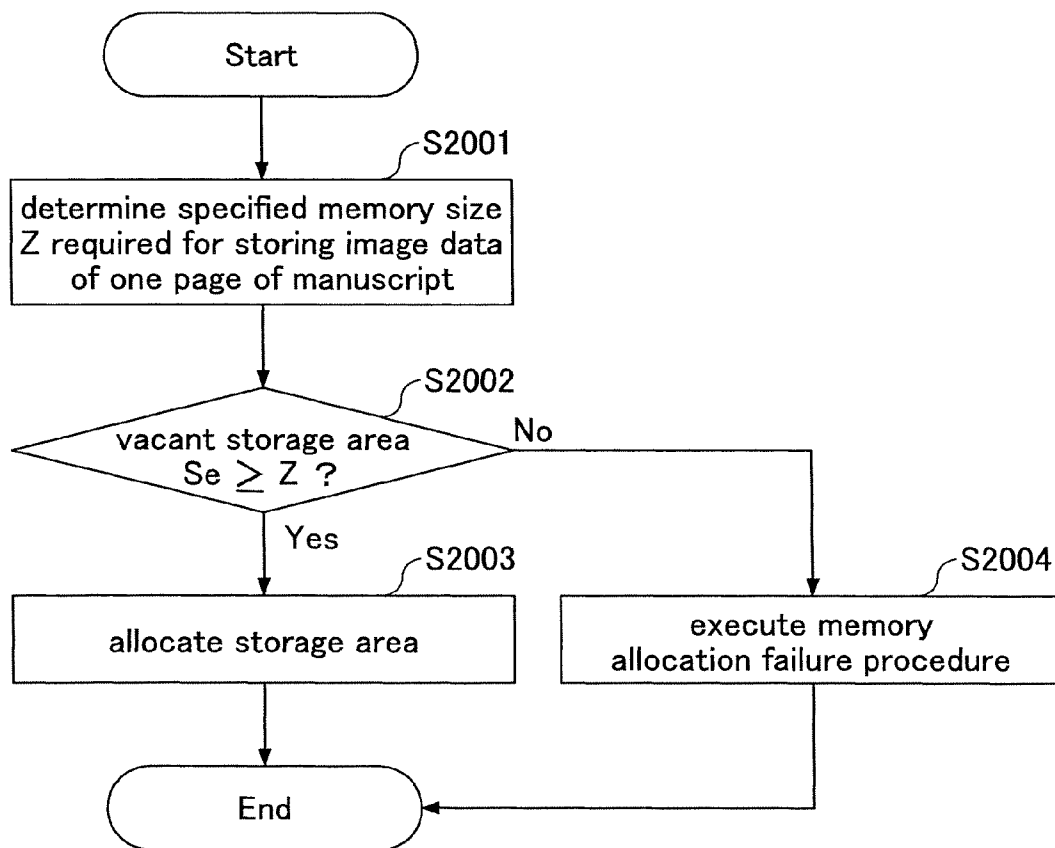 Start
S2001
determine specified memory size
Z required for storing image data
of one page of manuscript
S2002
vacant storage area
Se ≥ Z ?
No
Yes
S2003
allocate storage area
S2004
execute memory
allocation failure procedure
End